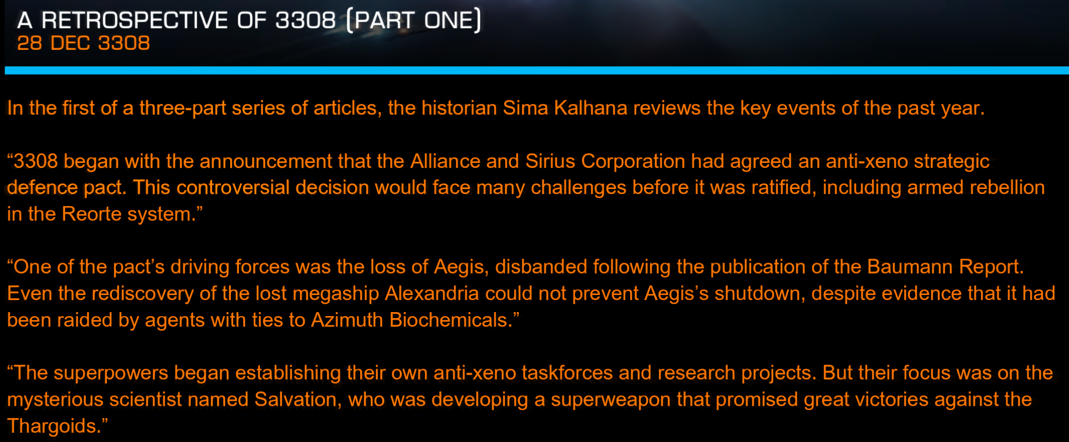 A RETROSPECTIVE OF 3308 (PART ONE)
28 DEC 3308
In the first of a three-part series of articles, the historian Sima Kalhana reviews the key events of the past year.
“3308 began with the announcement that the Alliance and Sirius Corporation had agreed an anti-xeno strategic
defence pact. This controversial decision would face many challenges before it was ratified, including armed rebellion
in the Reorte system.”
“One of the pact’s driving forces was the loss of Aegis, disbanded following the publication of the Baumann Report.
Even the rediscovery of the lost megaship Alexandria could not prevent Aegis’s shutdown, despite evidence that it had
been raided by agents with ties to Azimuth Biochemicals.”
“The superpowers began establishing their own anti-xeno taskforces and research projects. But their focus was on the
mysterious scientist named Salvation, who was developing a superweapon that promised great victories against the
Thargoids.”